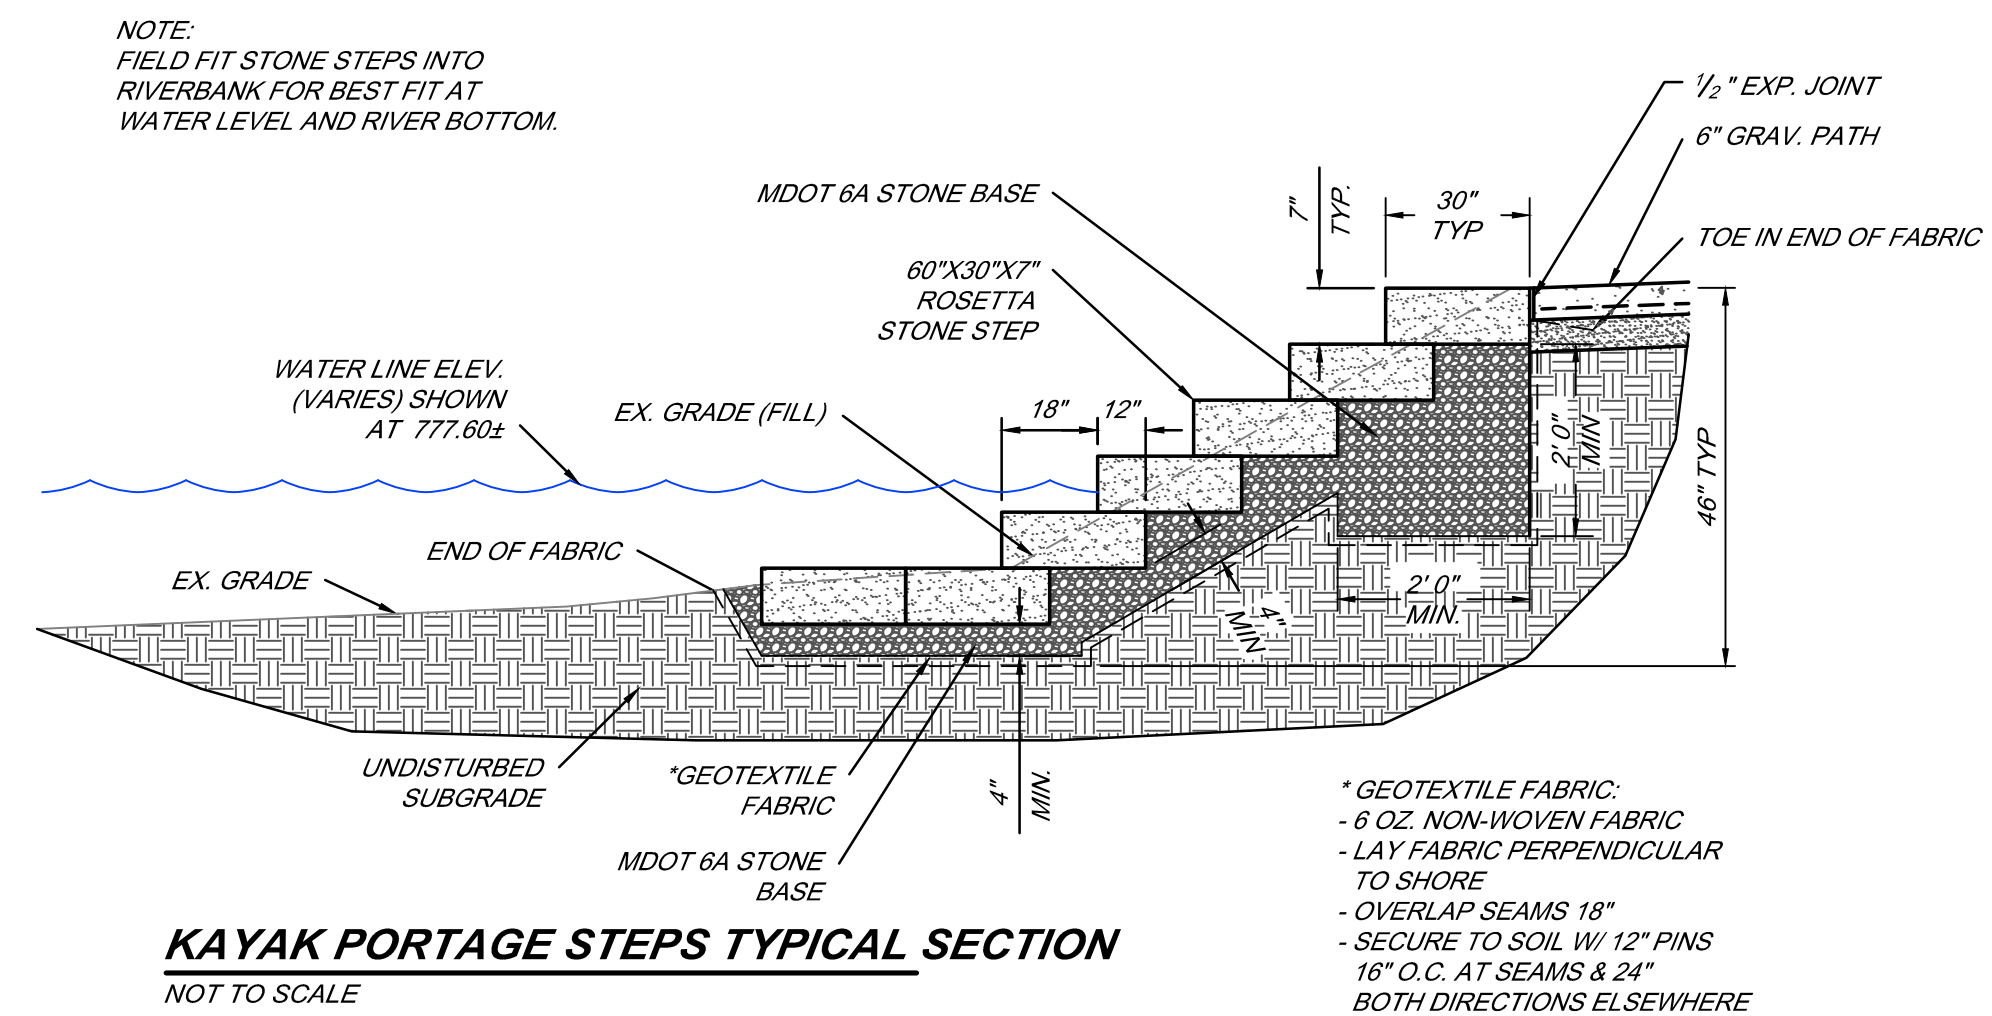 NOTE:
FIELD FIT STONE STEPS INTO
RIVERBANK FOR BEST FIT AT
WATER LEVEL AND RIVER BOTTOM.
1/2" EXP. JOINT
6" GRAV. PATH
MDOT 6A STONE BASE
7"
TYP.
30"
TYP
TOE IN END OF FABRIC
60"X30"X7"
ROSETTA
STONE STEP
WATER LINE ELEV.
(VARIES) SHOWN
AT 777.60±
EX. GRADE (FILL)
18"
12"
2' 0"
MIN
46" TYP
END OF FABRIC
EX. GRADE
2' 0"
MIN.
4"
MIN
UNDISTURBED
SUBGRADE
*GEOTEXTILE
FABRIC
4"
MIN.
MDOT 6A STONE
BASE
* GEOTEXTILE FABRIC:
- 6 OZ. NON-WOVEN FABRIC
- LAY FABRIC PERPENDICULAR
TO SHORE
- OVERLAP SEAMS 18"
- SECURE TO SOIL W/ 12" PINS
16" O.C. AT SEAMS & 24"
BOTH DIRECTIONS ELSEWHERE
KAYAK PORTAGE STEPS TYPICAL SECTION
NOT TO SCALE